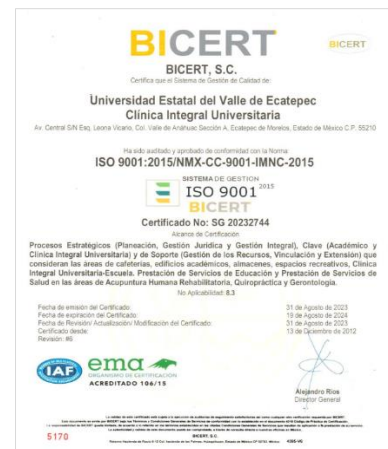 BICERT
BICERT
BICERT, S.C.
Certifica que el Sistema de Gestión de Calidad de:
Universidad Estatal del Valle de Ecatepec
Clínica Integral Universitaria
Av. Central S/N Esq. Leona Vicario, Col. Valle de Anáhuac Sección A, Ecatepec de Morelos, Estado de México C.P. 55210
Ha sido auditado y aprobado de conformidad con la Norma:
ISO 9001:2015/NMX-CC-9001-IMNC-2015
SISTEMA DE GESTION
ISO 9001 2015
BICERT
Certificado No: SG 20232744
Alcance de Certificación
Procesos Estratégicos (Planeación, Gestión Jurídica y Gestión Integral), Clave (Académico y
Clínica Integral Universitaria) y de Soporte (Gestión de los Recursos, Vinculación y Extensión) que
consideran las áreas de cafeterías, edificios académicos, almacenes, espacios recreativos, Clínica
Integral Universitaria-Escuela. Prestación de Servicios de Educación y Prestación de Servicios de
Salud en las áreas de Acupuntura Humana Rehabilitatoria, Quiropráctica y Gerontología.
No Aplicabilidad: 8.3
Fecha de emisión del Certificado: 31 de Agosto de 2023
Fecha de expiración del Certificado: 19 de Agosto de 2024
Fecha de Revisión/ Actualización/ Modificación del Certificado: 31 de Agosto de 2023
Certificado desde: 13 de Diciembre de 2012
Revisión: #6
IAF
ema
ORGANISMO DE CERTIFICACIÓN
ACREDITADO 106/15
Alejandro Ríos
Director General
BICERT, S.C.
5170